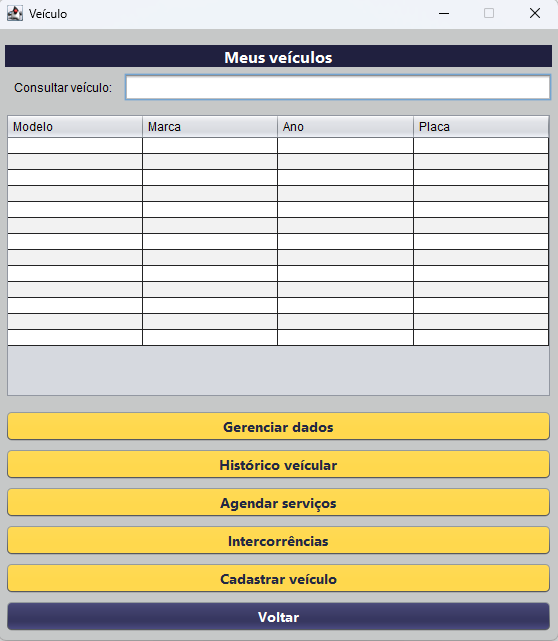 Veículo
Meus veículos
Consultar veículo:
Modelo Marca Ano Placa
Gerenciar dados
Histórico veícular
Agendar serviços
Intercorrências
Cadastrar veículo
Voltar